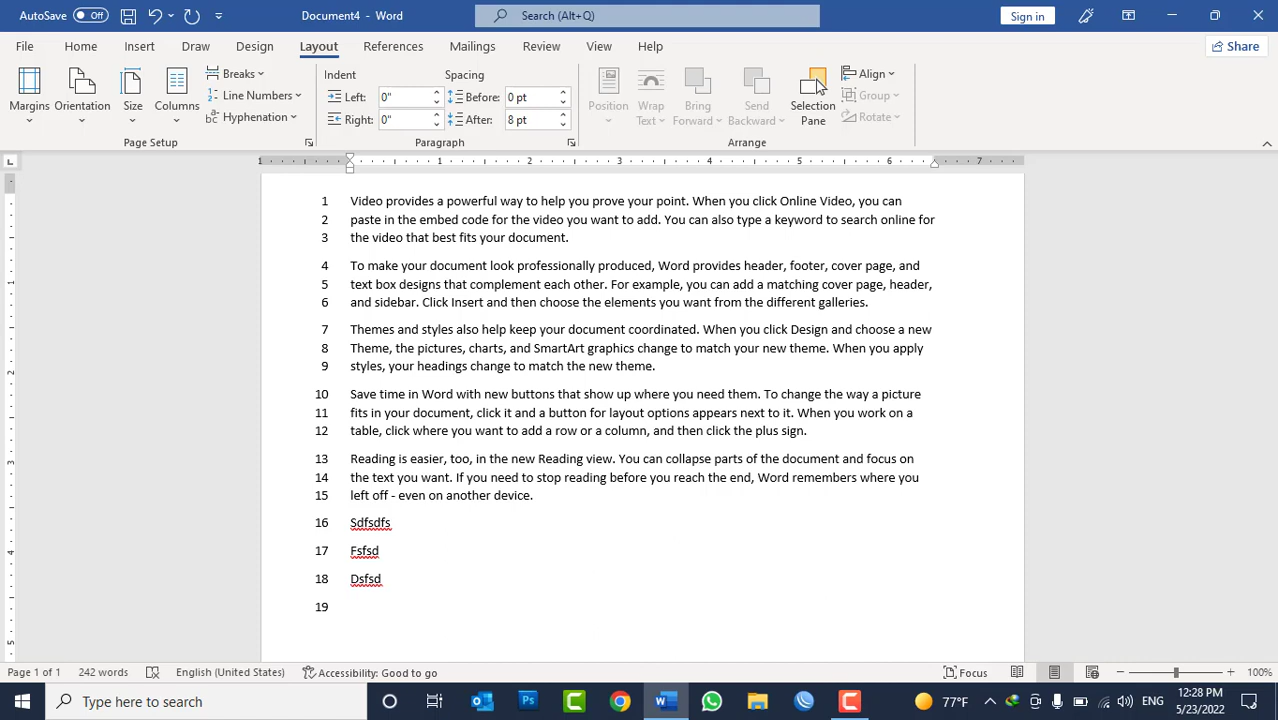 AutoSave Off Document4 - Word Search (Alt+Q) Sign in
File Home Insert Draw Design Layout References Mailings Review View Help Share
Margins
Orientation
Size
Columns
Breaks
Line Numbers
Hyphenation
Page Setup
Indent
Left: 0"
Right: 0"
Spacing
Before: 0 pt
After: 8 pt
Paragraph
Position
Wrap
Text
Bring
Forward
Send
Backward
Selection
Pane
Align
Group
Rotate
Arrange
1 1 2 3 4 5 6 7
1 Video provides a powerful way to help you prove your point. When you click Online Video, you can
2 paste in the embed code for the video you want to add. You can also type a keyword to search online for
3 the video that best fits your document.
4 To make your document look professionally produced, Word provides header, footer, cover page, and
5 text box designs that complement each other. For example, you can add a matching cover page, header,
6 and sidebar. Click Insert and then choose the elements you want from the different galleries.
7 Themes and styles also help keep your document coordinated. When you click Design and choose a new
8 Theme, the pictures, charts, and SmartArt graphics change to match your new theme. When you apply
9 styles, your headings change to match the new theme.
10 Save time in Word with new buttons that show up where you need them. To change the way a picture
11 fits in your document, click it and a button for layout options appears next to it. When you work on a
12 table, click where you want to add a row or a column, and then click the plus sign.
13 Reading is easier, too, in the new Reading view. You can collapse parts of the document and focus on
14 the text you want. If you need to stop reading before you reach the end, Word remembers where you
15 left off - even on another device.
16 Sdfsdfs
17 Fsfsd
18 Dsfsd
19
Page 1 of 1 242 words English (United States) Accessibility: Good to go Focus 100%
Type here to search 77°F ENG 12:28 PM
5/23/2022